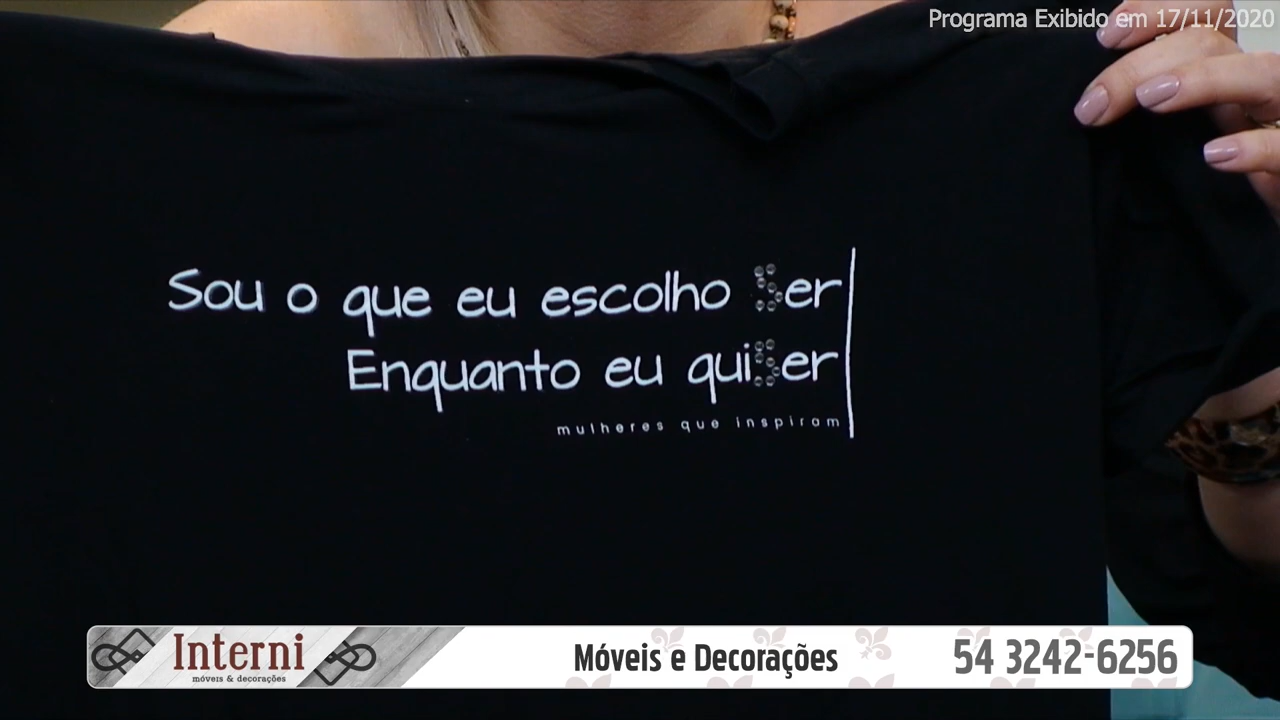 Programa Exibido em 17/11/2020
Sou o que eu escolho Ser
Enquanto eu quiSer
mulheres que inspiram
Interni
móveis & decorações
Móveis e Decorações
54 3242-6256